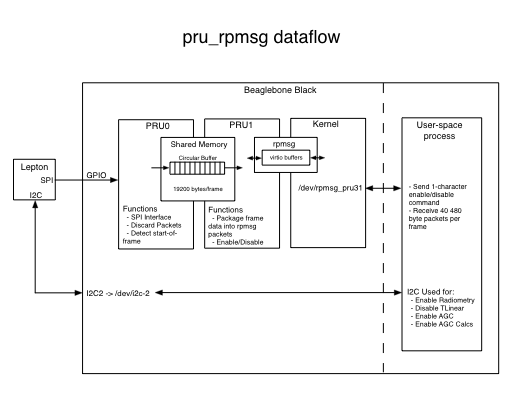 pru_rpmsg dataflow
Beaglebone Black
PRU0
PRU1
Kernel
User-space
process
Shared Memory
Circular Buffer
19200 bytes/frame
rpmsg
virtio buffers
Lepton
SPI
I2C
GPIO
/dev/rpmsg_pru31
Functions
- SPI Interface
- Discard Packets
- Detect start-of-
frame
Functions
- Package frame
data into rpmsg
packets
- Enable/Disable
- Send 1-character
enable/disable
command
- Receive 40 480
byte packets per
frame
I2C2 -> /dev/i2c-2
I2C Used for:
- Enable Radiometry
- Disable TLinear
- Enable AGC
- Enable AGC Calcs